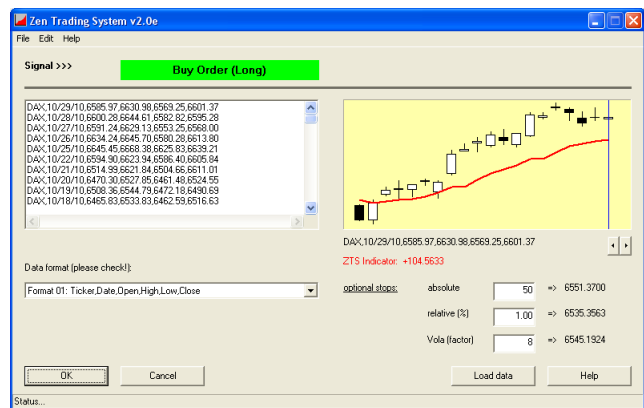 Zen Trading System v2.0e
File Edit Help
Signal >>>
Buy Order (Long)
DAX,10/29/10,6585.97,6630.98,6569.25,6601.37
DAX,10/28/10,6600.28,6644.61,6582.82,6595.28
DAX,10/27/10,6591.24,6629.13,6553.25,6568.00
DAX,10/26/10,6634.24,6645.70,6580.28,6613.80
DAX,10/25/10,6645.45,6668.38,6625.83,6639.21
DAX,10/22/10,6594.90,6623.94,6586.40,6605.84
DAX,10/21/10,6514.99,6621.84,6504.66,6611.01
DAX,10/20/10,6470.30,6527.85,6461.48,6524.55
DAX,10/19/10,6508.36,6544.79,6472.18,6490.69
DAX,10/18/10,6465.83,6533.83,6462.59,6516.63
DAX,10/29/10,6585.97,6630.98,6569.25,6601.37
ZTS Indicator: +104.5633
Data format (please check!):
Format 01: Ticker,Date,Open,High,Low,Close
optional stops: absolute 50 => 6551.3700
relative (%) 1.00 => 6535.3563
Vola (factor) 8 => 6545.1924
OK Cancel Load data Help
Status...